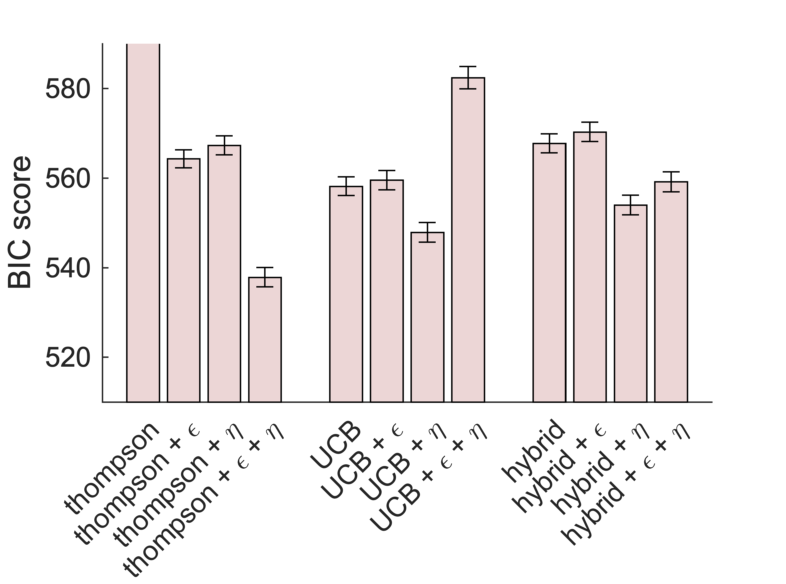 BIC score
580
560
540
520
thompson
thompson + ϵ
thompson + η
thompson + ϵ + η
UCB
UCB + ϵ
UCB + η
UCB + ϵ + η
hybrid
hybrid + ϵ
hybrid + η
hybrid + ϵ + η